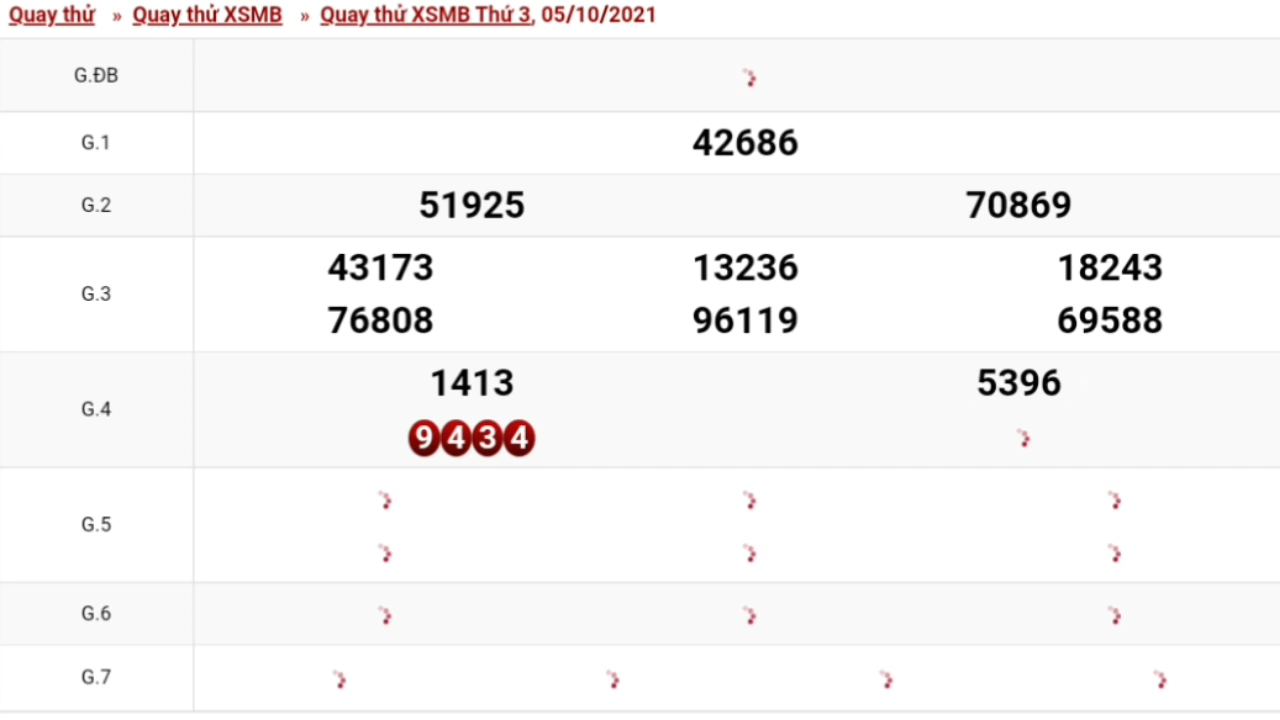 Quay thử » Quay thử XSMB » Quay thử XSMB Thứ 3, 05/10/2021
G.ĐB
G.1 42686
G.2 51925 70869
G.3 43173 13236 18243
76808 96119 69588
G.4 1413 5396
9434
G.5
G.6
G.7